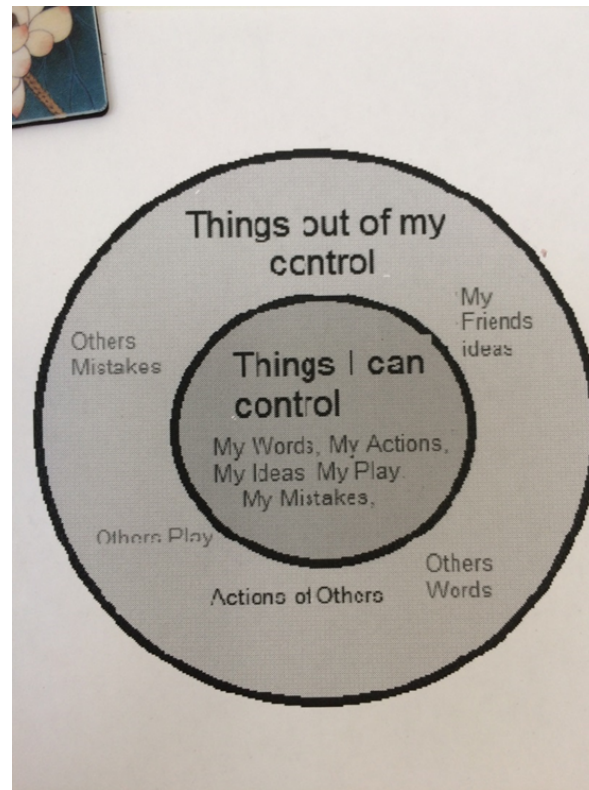 Things out of my
control
My
Friends
ideas
Others
Mistakes
Things I can
control
My Words, My Actions,
My Ideas My Play
My Mistakes,
Others Play
Others
Words
Actions of Others